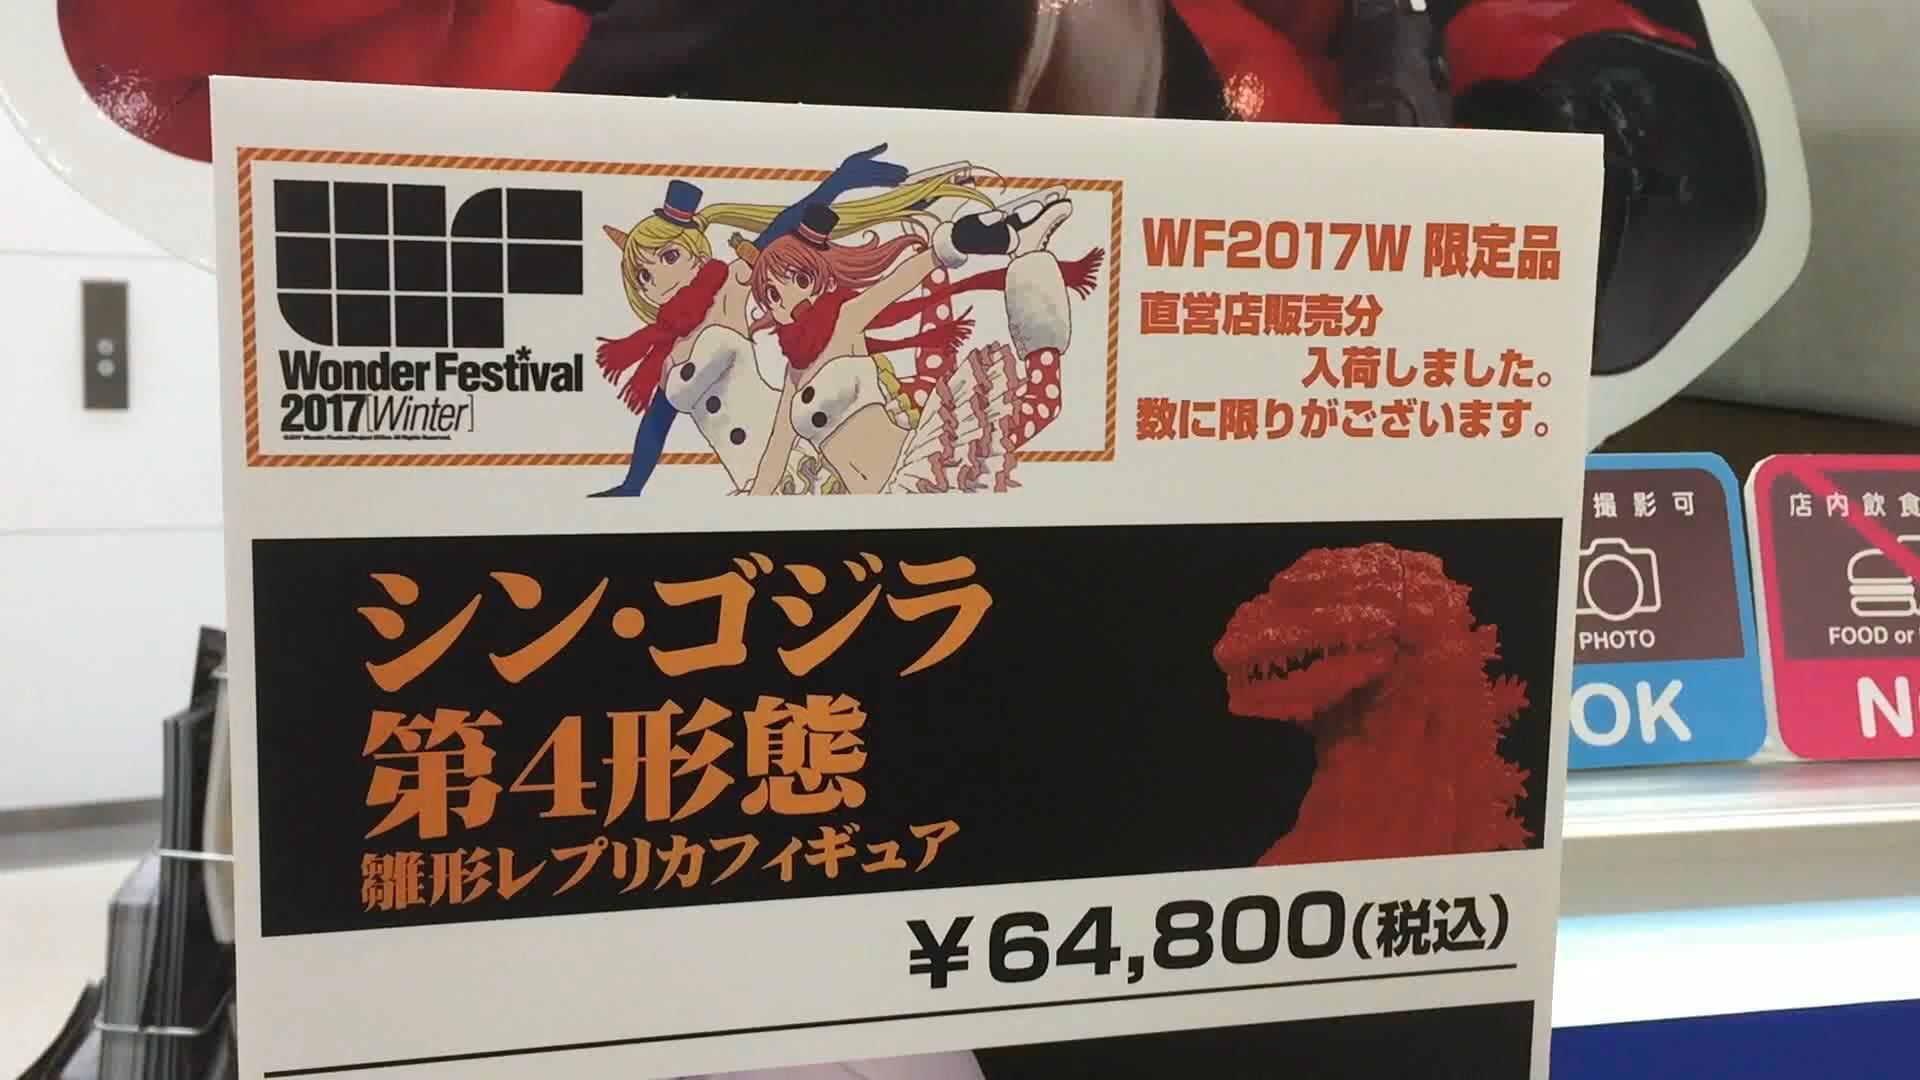 WonderFestival
2017[Winter]
WF2017W 限定品
直営店販売分
入荷しました。
数に限りがございます。
シン・ゴジラ
第4形態
雛形レプリカフィギュア
¥64,800(税込)
撮影可
PHOTO
OK
店内飲食
FOOD or